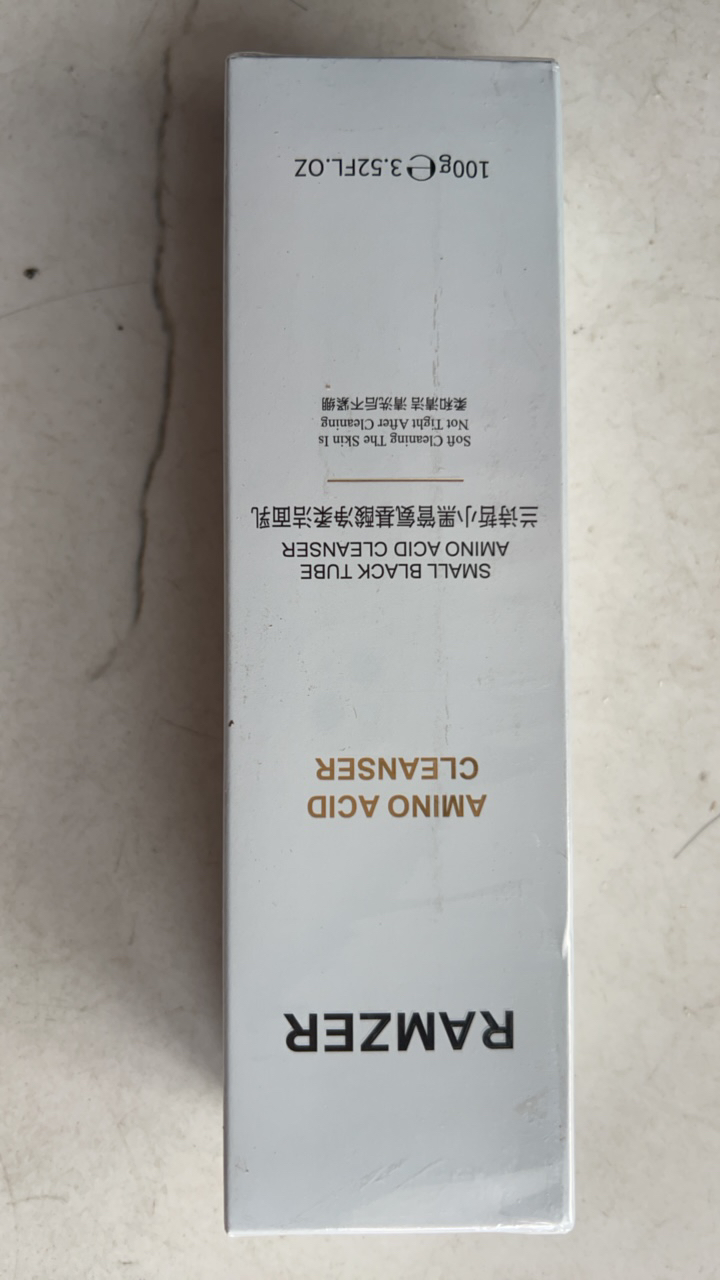 RAMZER
AMINO ACID
CLEANSER
SMALL BLACK TUBE
AMINO ACID CLEANSER
兰诗哲小黑管氨基酸净柔洁面乳
Soft Cleaning The Skin Is
Not Tight After Cleaning
柔和清洁 清洗后不紧绷
100g℮3.52FL.OZ